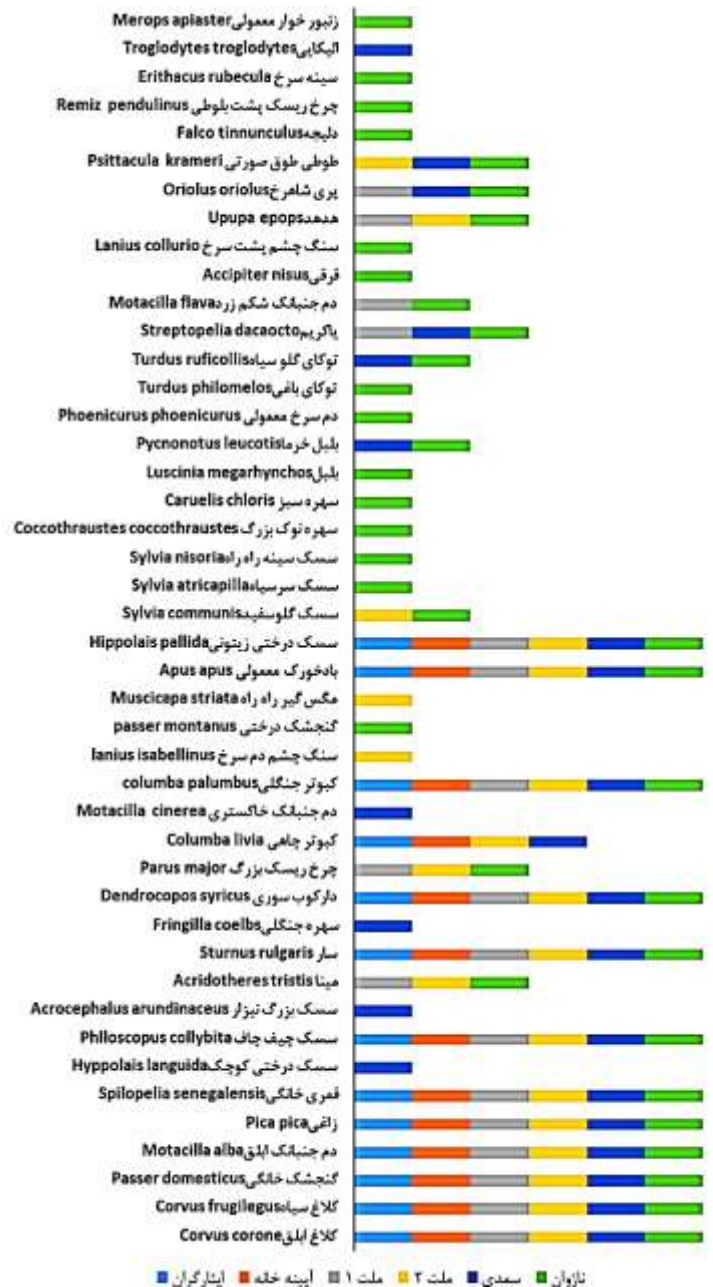 زنبور خوار معمولی Merops apiaster
الیکایی Troglodytes troglodytes
سینه سرخ Erithacus rubecula
چرخ ریسک پشت بلوطی Remiz pendulinus
دلیجه Falco tinnunculus
طوطی طوق صورتی Psittacula krameri
پری شاهرخ Oriolus oriolus
هدهد Upupa epops
سنگ چشم پشت سرخ Lanius collurio
قرقی Accipiter nisus
دم جنبانک شکم زرد Motacilla flava
یاکریم Streptopelia dacaocto
توکای گلو سیاه Turdus ruficollis
توکای باغی Turdus philomelos
دم سرخ معمولی Phoenicurus phoenicurus
بلبل خرما Pycnonotus leucotis
بلبل Luscinia megarhynchos
سهره سبز Caruelis chloris
سهره نوک بزرگ Coccothraustes coccothraustes
سسک سینه راه راه Sylvia nisoria
سسک سر سیاه Sylvia atricapilla
سسک گلوسفید Sylvia communis
سسک درختی زیتونی Hippolais pallida
بادخورک معمولی Apus apus
مگس گیر راه راه Muscicapa striata
گنجشک درختی passer montanus
سنگ چشم دم سرخ lanius isabellinus
کبوتر جنگلی columba palumbus
دم جنبانک خاکستری Motacilla cinerea
کبوتر چاهی Columba livia
چرخ ریسک بزرگ Parus major
دارکوب سوری Dendrocopos syricus
سهره جنگلی Fringilla coelbs
سار Sturnus rulgaris
مینا Acridotheres tristis
سسک بزرگ نیزار Acrocephalus arundinaceus
سسک چیف چاف Phlloscopus collybita
سسک درختی کوچک Hyppolais languida
قمری خانگی Spilopelia senegalensis
زاغی Pica pica
دم جنبانک ابلق Motacilla alba
گنجشک خانگی Passer domesticus
کلاغ سیاه Corvus frugilegus
کلاغ ابلق Corvus corone
ایثارگران آیینه خانه ملت ۱ ملت ۲ سعدی ناژوان